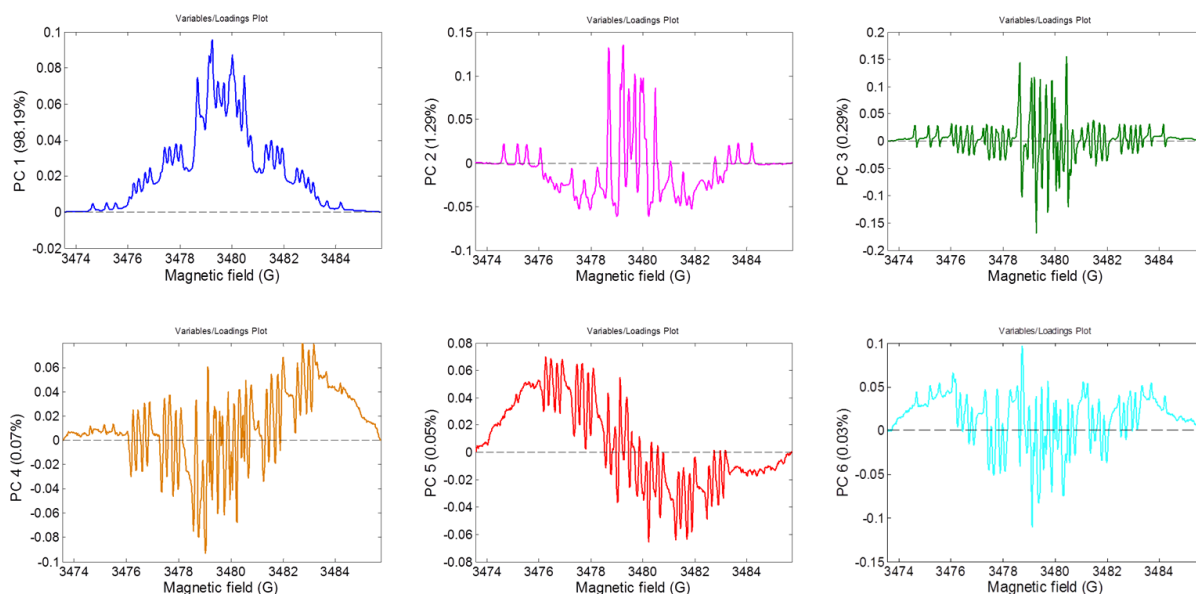 Variables/Loadings Plot
PC 1 (98.19%)
0.1
0.08
0.06
0.04
0.02
0
-0.02
3474 3476 3478 3480 3482 3484
Magnetic field (G)
Variables/Loadings Plot
PC 2 (1.29%)
0.15
0.1
0.05
0
-0.05
-0.1
3474 3476 3478 3480 3482 3484
Magnetic field (G)
Variables/Loadings Plot
PC 3 (0.29%)
0.2
0.15
0.1
0.05
0
-0.05
-0.1
-0.15
-0.2
3474 3476 3478 3480 3482 3484
Magnetic field (G)
Variables/Loadings Plot
PC 4 (0.07%)
0.06
0.04
0.02
0
-0.02
-0.04
-0.06
-0.08
-0.1
3474 3476 3478 3480 3482 3484
Magnetic field (G)
Variables/Loadings Plot
PC 5 (0.05%)
0.08
0.06
0.04
0.02
0
-0.02
-0.04
-0.06
-0.08
3474 3476 3478 3480 3482 3484
Magnetic field (G)
Variables/Loadings Plot
PC 6 (0.03%)
0.1
0.05
0
-0.05
-0.1
-0.15
3474 3476 3478 3480 3482 3484
Magnetic field (G)